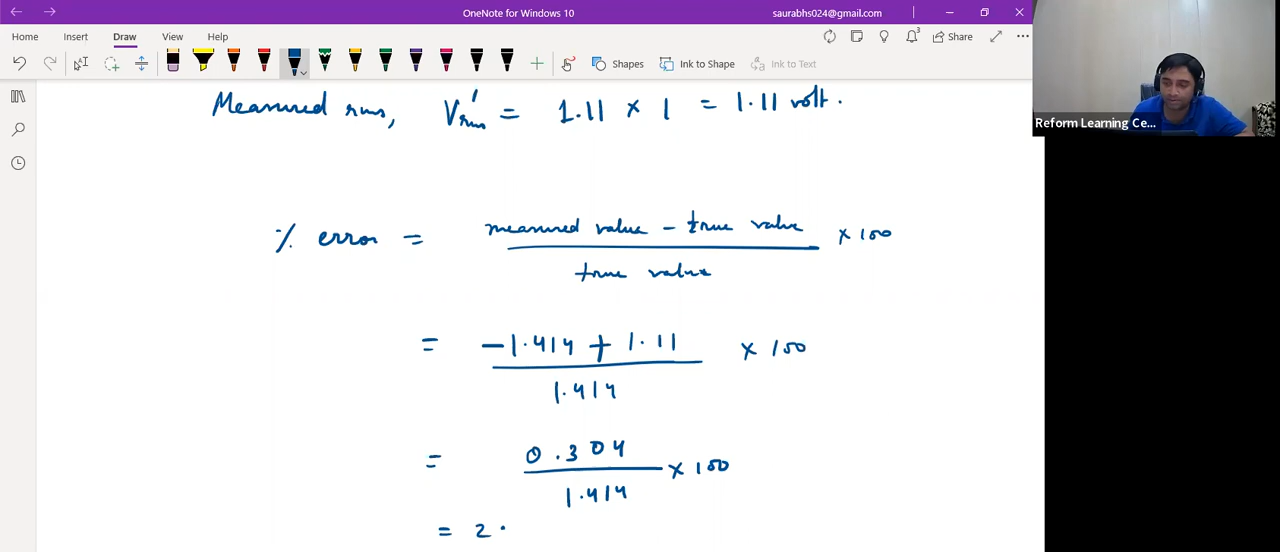 OneNote for Windows 10
saurabhs024@gmail.com
Home Insert Draw View Help
3 Share
Shapes Ink to Shape Ink to Text
Reform Learning Ce...
Measured rms, V'rms = 1.11 × 1 = 1.11 volt.
% error = measured value - true value × 100
true value
= -1.414 + 1.11 × 100
1.414
= 0.304 × 100
1.414
= 2.